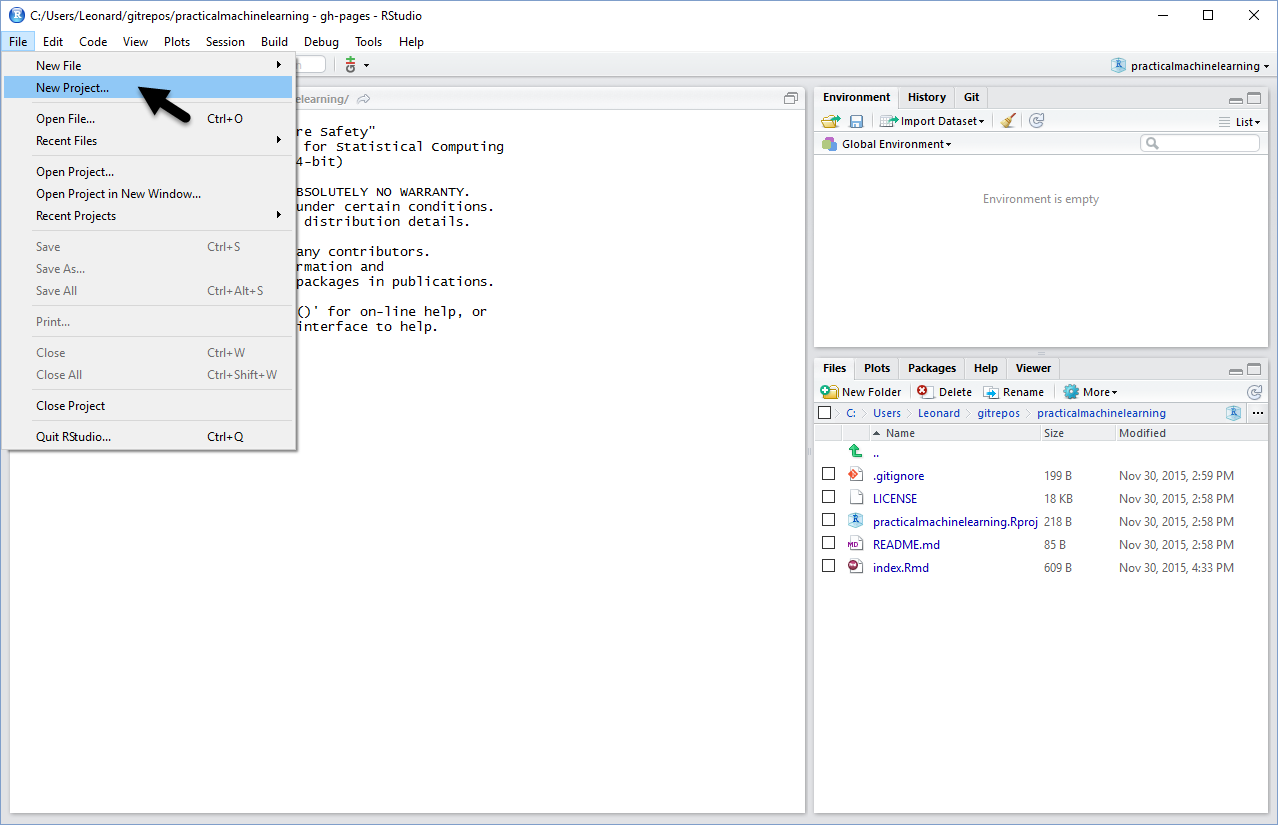 C:/Users/Leonard/gitrepos/practicalmachinelearning - gh-pages - RStudio
File Edit Code View Plots Session Build Debug Tools Help
practicalmachinelearning
New File
New Project...
Open File... Ctrl+O
Recent Files
Open Project...
Open Project in New Window...
Recent Projects
Save Ctrl+S
Save As...
Save All Ctrl+Alt+S
Print...
Close Ctrl+W
Close All Ctrl+Shift+W
Close Project
Quit RStudio... Ctrl+Q
elearning/
re Safety"
for Statistical Computing
4-bit)
BSOLUTELY NO WARRANTY.
under certain conditions.
distribution details.
any contributors.
rmation and
packages in publications.
()' for on-line help, or
interface to help.
Environment History Git
Import Dataset List
Global Environment
Environment is empty
Files Plots Packages Help Viewer
New Folder Delete Rename More
C: Users Leonard gitrepos practicalmachinelearning ...
Name Size Modified
..
.gitignore 199 B Nov 30, 2015, 2:59 PM
LICENSE 18 KB Nov 30, 2015, 2:58 PM
practicalmachinelearning.Rproj 218 B Nov 30, 2015, 2:58 PM
MD README.md 85 B Nov 30, 2015, 2:58 PM
index.Rmd 609 B Nov 30, 2015, 4:33 PM